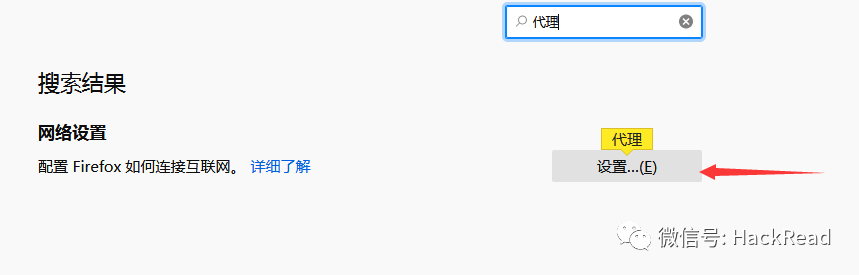 代理
搜索结果
网络设置
代理
配置 Firefox 如何连接互联网。 详细了解
设置...(E)
微信号: HackRead